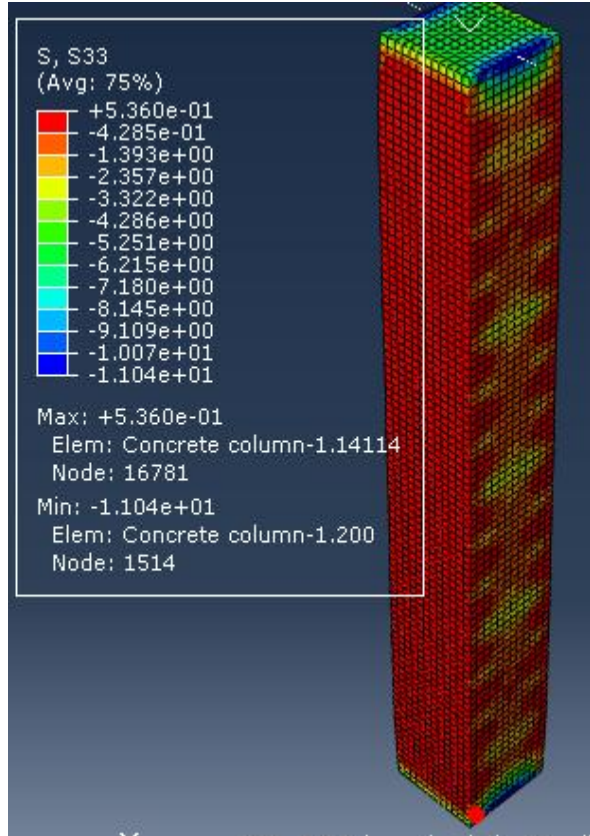 S, S33
(Avg: 75%)
+5.360e-01
-4.285e-01
-1.393e+00
-2.357e+00
-3.322e+00
-4.286e+00
-5.251e+00
-6.215e+00
-7.180e+00
-8.145e+00
-9.109e+00
-1.007e+01
-1.104e+01
Max: +5.360e-01
Elem: Concrete column-1.14114
Node: 16781
Min: -1.104e+01
Elem: Concrete column-1.200
Node: 1514